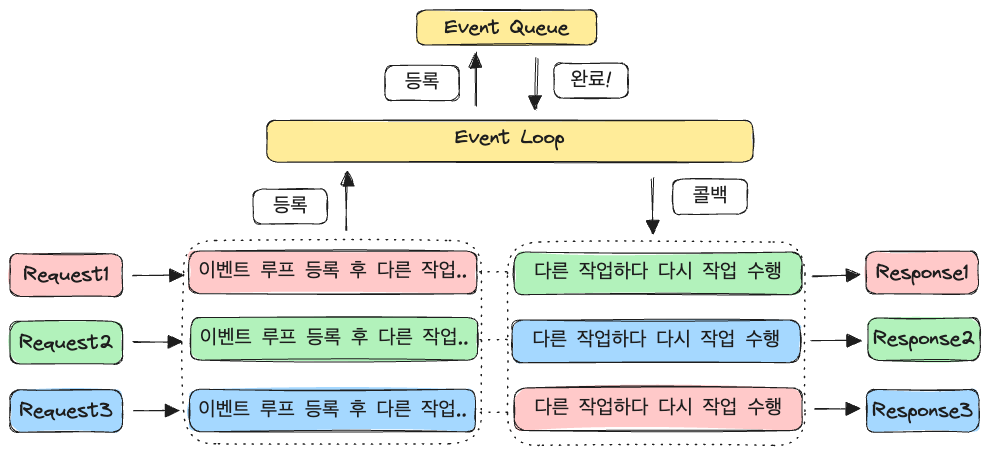 Event Queue
등록
완료!
Event Loop
등록
콜백
Request1
이벤트 루프 등록 후 다른 작업..
다른 작업하다 다시 작업 수행
Response1
Request2
이벤트 루프 등록 후 다른 작업..
다른 작업하다 다시 작업 수행
Response2
Request3
이벤트 루프 등록 후 다른 작업..
다른 작업하다 다시 작업 수행
Response3